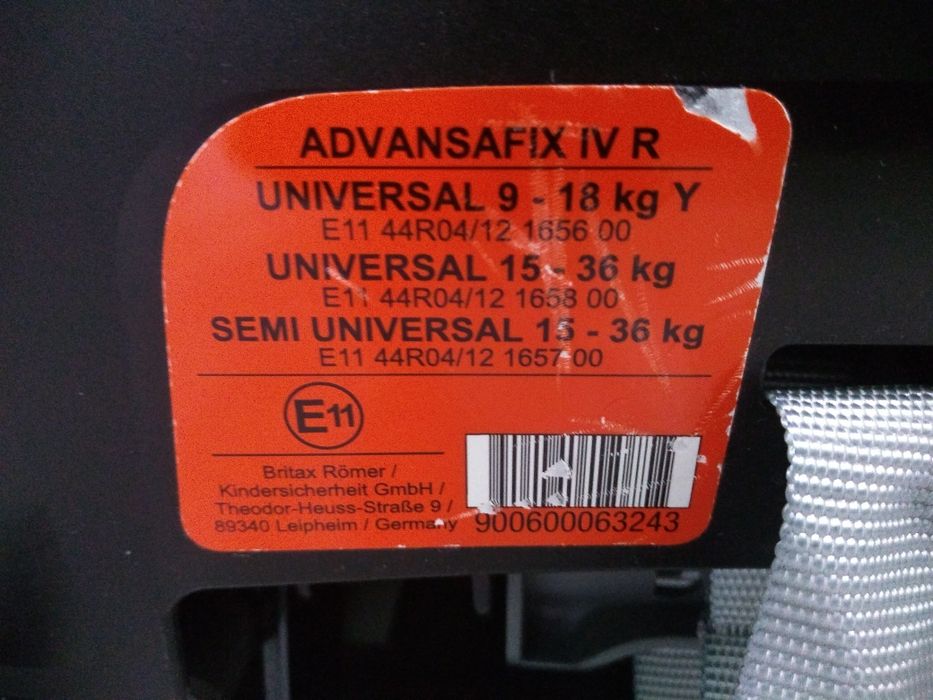 ADVANSAFIX IV R
UNIVERSAL 9 - 18 kg Y
E11 44R04/12 1656 00
UNIVERSAL 15 - 36 kg
E11 44R04/12 1658 00
SEMI UNIVERSAL 15 - 36 kg
E11 44R04/12 1657 00
E11
Britax Römer /
Kindersicherheit GmbH /
Theodor-Heuss-Straße 9 /
89340 Leipheim / Germany
900600063243